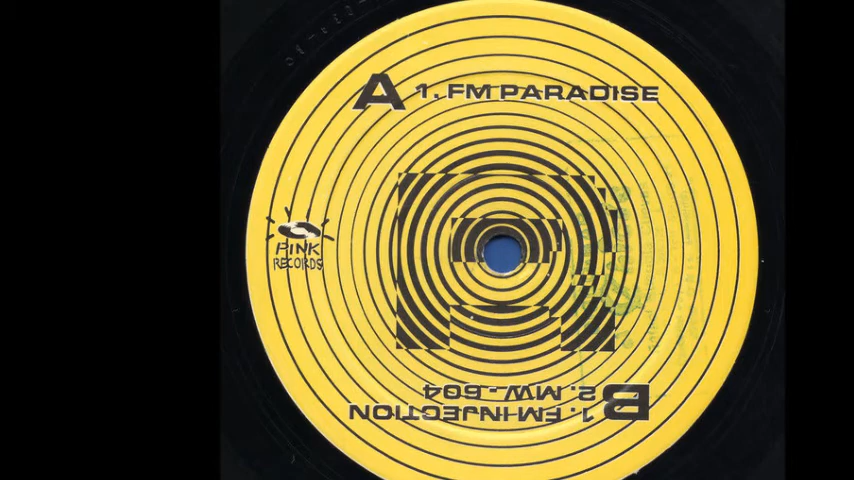 A 1. FM PARADISE
PINK
RECORDS
B 1. FM-INJECTION
2. MW - 604